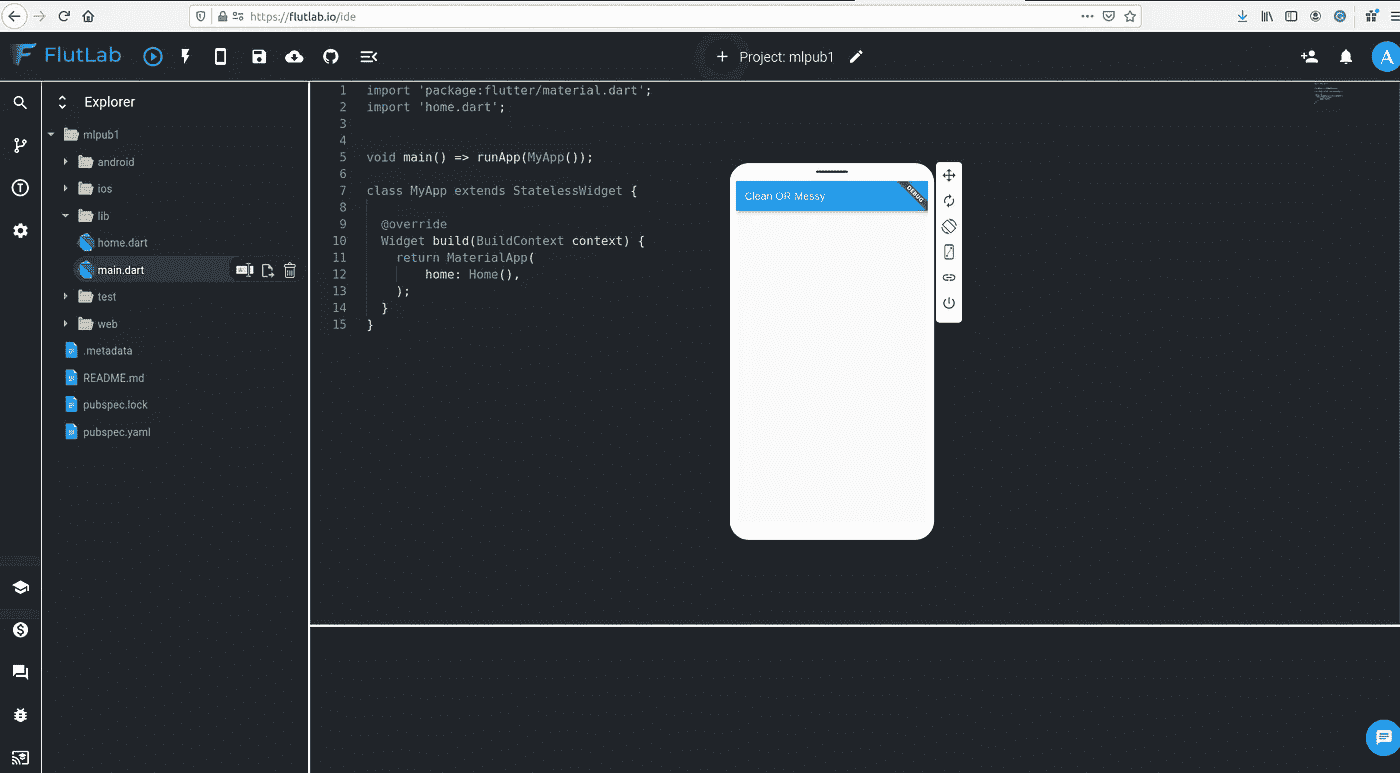 https://flutlab.io/ide
FlutLab
Project: mlpub1
A
Explorer
mlpub1
android
ios
lib
home.dart
main.dart
test
web
.metadata
README.md
pubspec.lock
pubspec.yaml
1 import 'package:flutter/material.dart';
2 import 'home.dart';
3
4
5 void main() => runApp(MyApp());
6
7 class MyApp extends StatelessWidget {
8
9 @override
10 Widget build(BuildContext context) {
11 return MaterialApp(
12 home: Home(),
13 );
14 }
15 }
Clean OR Messy
DEBUG